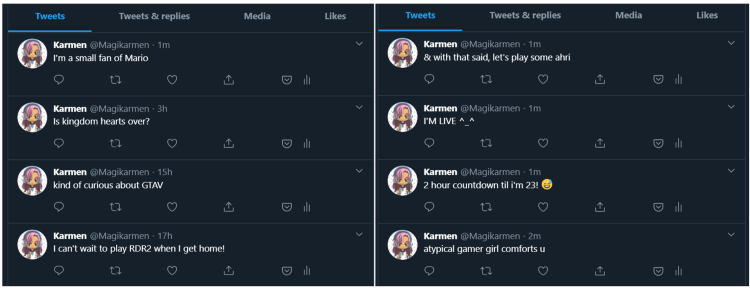 Tweets Tweets & replies Media Likes
Karmen @Magikarmen · 1m
I'm a small fan of Mario
Karmen @Magikarmen · 3h
Is kingdom hearts over?
Karmen @Magikarmen · 15h
kind of curious about GTAV
Karmen @Magikarmen · 17h
I can't wait to play RDR2 when I get home!
Tweets Tweets & replies Media Likes
Karmen @Magikarmen · 1m
& with that said, let's play some ahri
Karmen @Magikarmen · 1m
I'M LIVE ^_^
Karmen @Magikarmen · 1m
2 hour countdown til i'm 23! 😅
Karmen @Magikarmen · 2m
atypical gamer girl comforts u